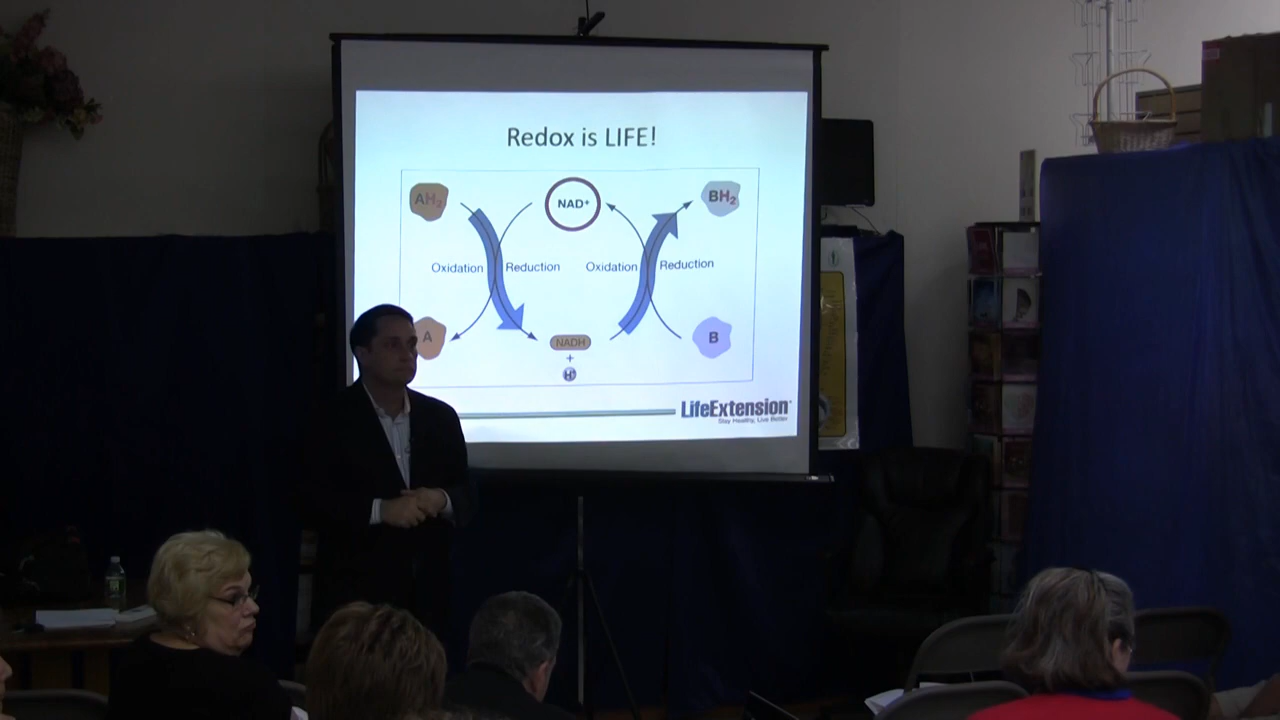 Redox is LIFE!
AH₂
NAD⁺
BH₂
Oxidation
Reduction
Oxidation
Reduction
A
NADH
B
+
H⁺
LifeExtension
Stay Healthy, Live Better